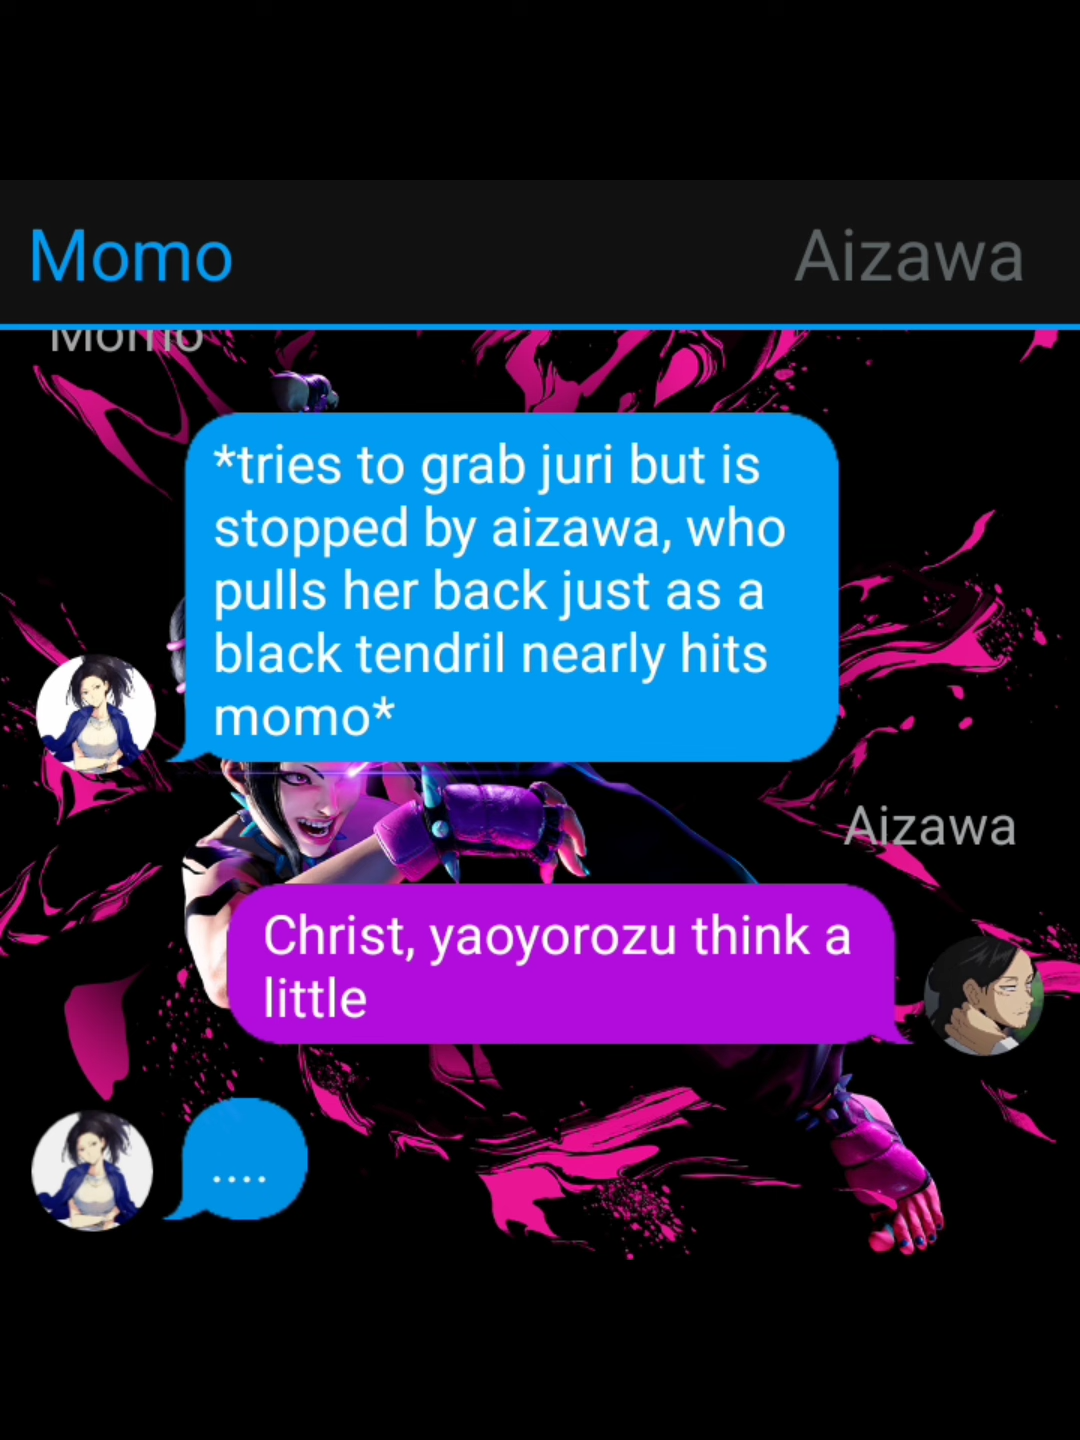 Momo
Aizawa
Momo
*tries to grab juri but is
stopped by aizawa, who
pulls her back just as a
black tendril nearly hits
momo*
Aizawa
Christ, yaoyorozu think a
little
....